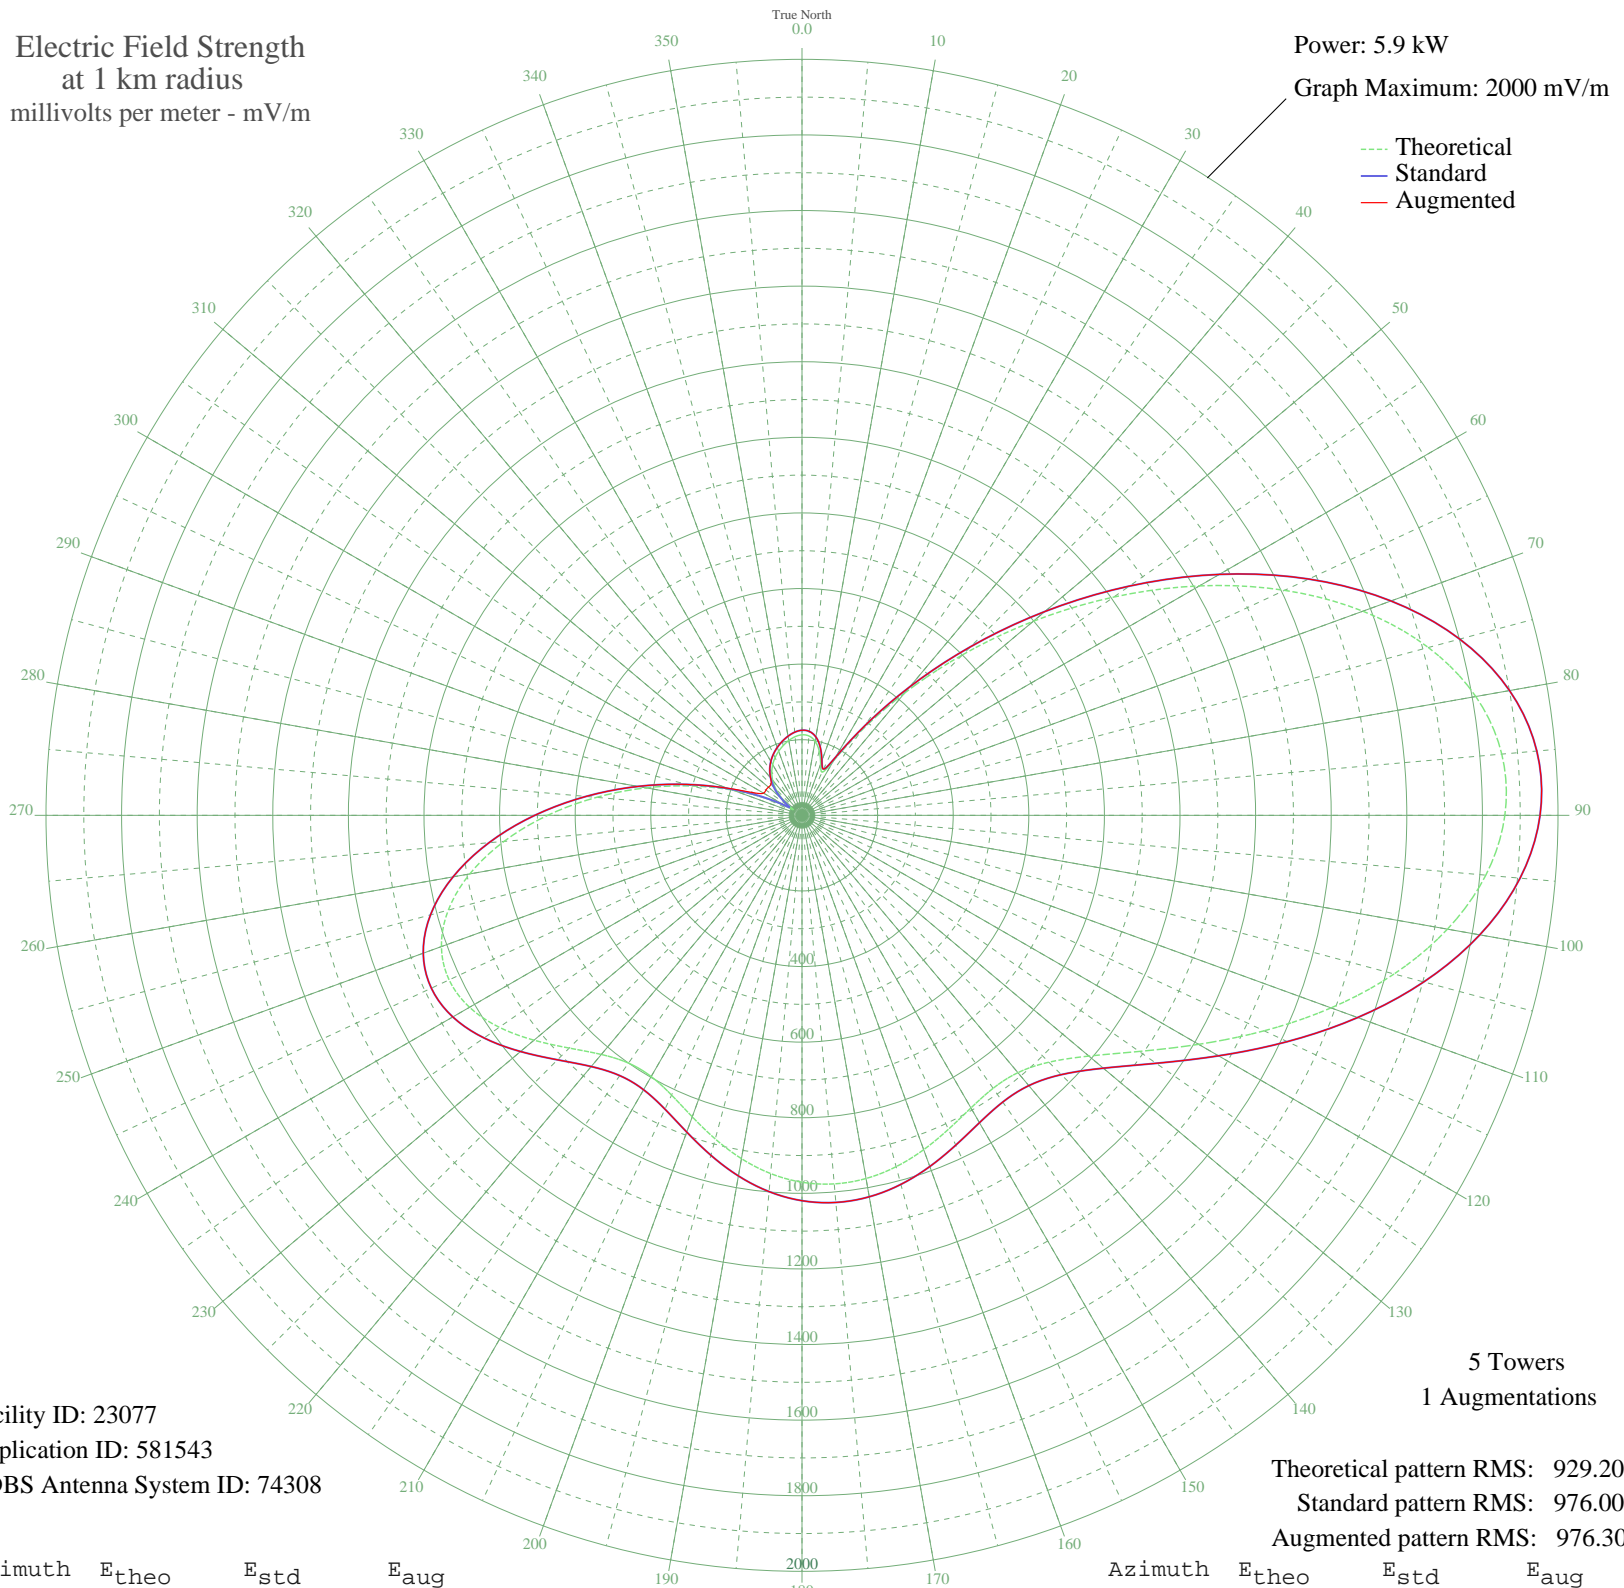 True North
Electric Field Strength
at 1 km radius
millivolts per meter - mV/m
Power: 5.9 kW
Graph Maximum: 2000 mV/m
Theoretical
Standard
Augmented
0.0
10
20
30
40
50
60
70
80
90
100
110
120
130
140
150
160
170
190
200
210
220
230
240
250
260
270
280
290
300
310
320
330
340
350
400
600
800
1000
1200
1400
1600
1800
2000
5 Towers
1 Augmentations
cility ID: 23077
plication ID: 581543
DBS Antenna System ID: 74308
Theoretical pattern RMS: 929.20
Standard pattern RMS: 976.00
Augmented pattern RMS: 976.30
imuth Etheo Estd Eaug
Azimuth Etheo Estd Eaug